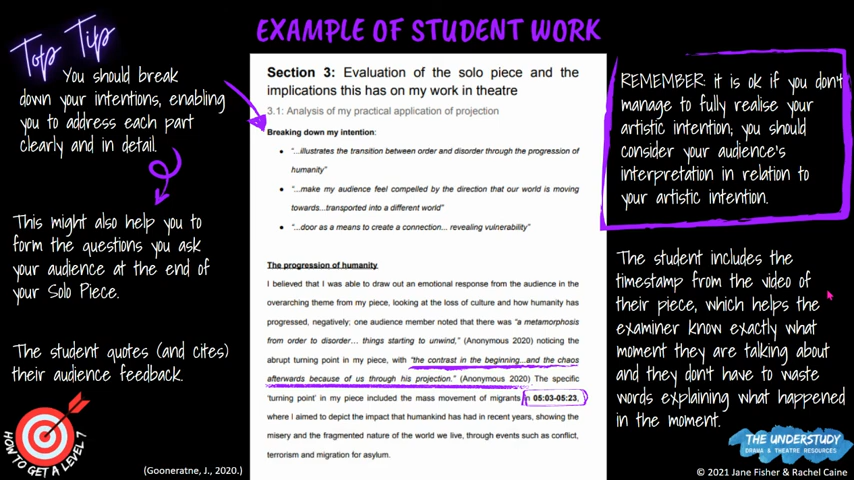 EXAMPLE OF STUDENT WORK
Top Tip
You should break
down your intentions, enabling
you to address each part
clearly and in detail.
This might also help you to
form the questions you ask
your audience at the end of
your Solo Piece.
The student quotes (and cites)
their audience feedback.
HOW TO GET A LEVEL 7
(Gooneratne, J., 2020.)
Section 3: Evaluation of the solo piece and the
implications this has on my work in theatre
3.1: Analysis of my practical application of projection
Breaking down my intention:
● "...illustrates the transition between order and disorder through the progression of
humanity"
● "...make my audience feel compelled by the direction that our world is moving
towards...transported into a different world"
● "...door as a means to create a connection... revealing vulnerability"
The progression of humanity
I believed that I was able to draw out an emotional response from the audience in the
overarching theme from my piece, looking at the loss of culture and how humanity has
progressed, negatively; one audience member noted that there was "a metamorphosis
from order to disorder... things starting to unwind," (Anonymous 2020) noticing the
abrupt turning point in my piece, with "the contrast in the beginning...and the chaos
afterwards because of us through his projection." (Anonymous 2020) The specific
'turning point' in my piece included the mass movement of migrants in 05:03-05:23,
where I aimed to depict the impact that humankind has had in recent years, showing the
misery and the fragmented nature of the world we live, through events such as conflict,
terrorism and migration for asylum.
REMEMBER: it is ok if you don't
manage to fully realise your
artistic intention; you should
consider your audience's
interpretation in relation to
your artistic intention.
The student includes the
timestamp from the video of
their piece, which helps the
examiner know exactly what
moment they are talking about
and they don't have to waste
words explaining what happened
in the moment.
THE UNDERSTUDY
DRAMA & THEATRE RESOURCES
© 2021 Jane Fisher & Rachel Caine